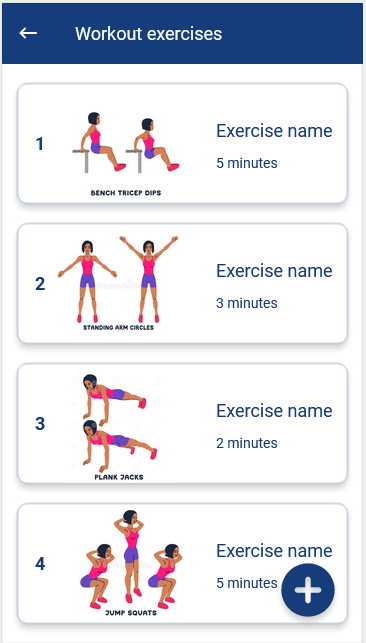 Workout exercises
1
Exercise name
5 minutes
BENCH TRICEP DIPS
2
Exercise name
3 minutes
STANDING ARM CIRCLES
3
Exercise name
2 minutes
PLANK JACKS
4
Exercise name
5 minutes
JUMP SQUATS